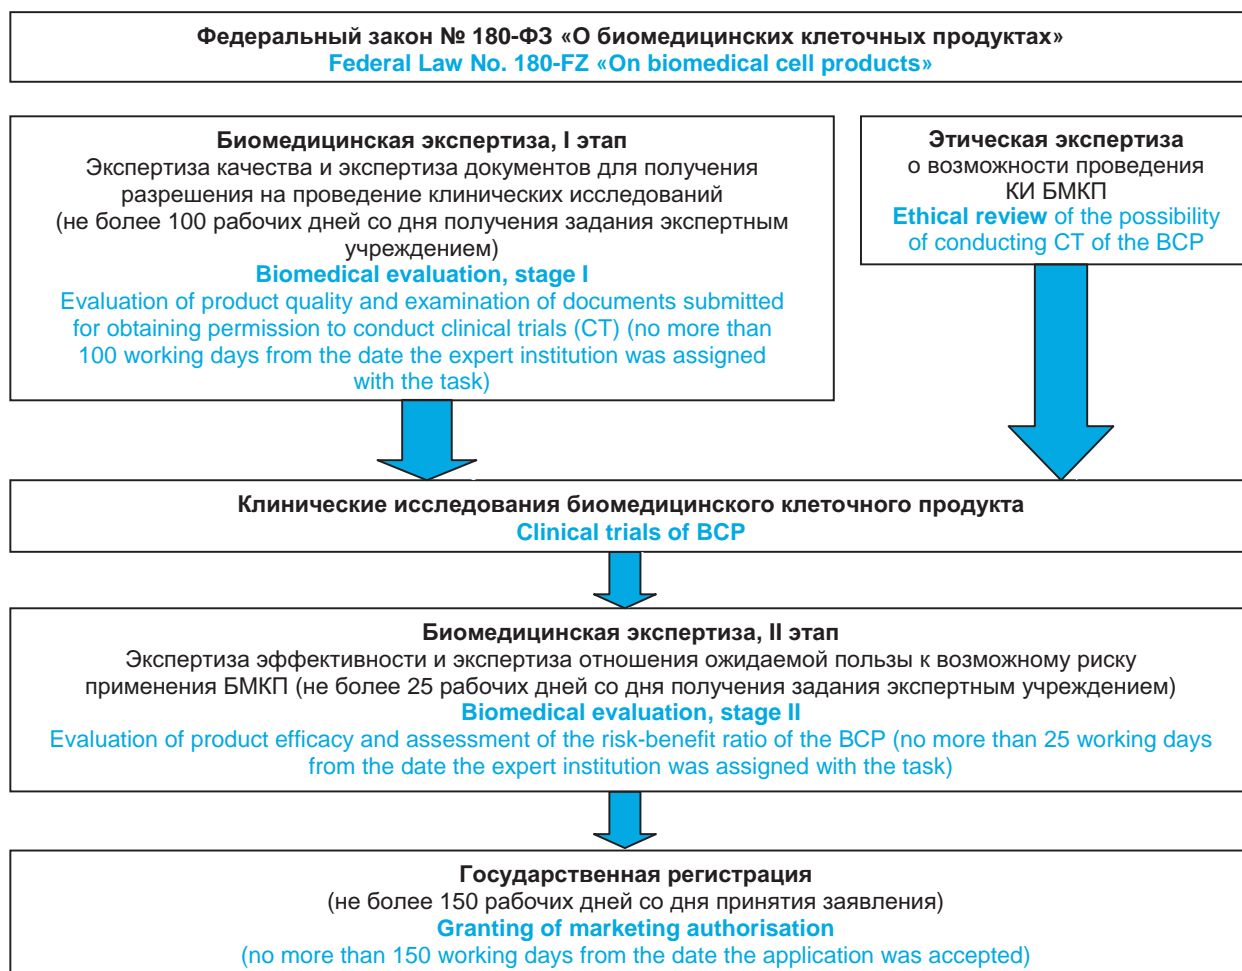 Федеральный закон № 180-ФЗ «О биомедицинских клеточных продуктах»
Federal Law No. 180-FZ «On biomedical cell products»
Биомедицинская экспертиза, I этап
Экспертиза качества и экспертиза документов для получения
разрешения на проведение клинических исследований
(не более 100 рабочих дней со дня получения задания экспертным
учреждением)
Biomedical evaluation, stage I
Evaluation of product quality and examination of documents submitted
for obtaining permission to conduct clinical trials (CT) (no more than
100 working days from the date the expert institution was assigned
with the task)
Этическая экспертиза
о возможности проведения
КИ БМКП
Ethical review of the possibility
of conducting CT of the BCP
Клинические исследования биомедицинского клеточного продукта
Clinical trials of BCP
Биомедицинская экспертиза, II этап
Экспертиза эффективности и экспертиза отношения ожидаемой пользы к возможному риску
применения БМКП (не более 25 рабочих дней со дня получения задания экспертным учреждением)
Biomedical evaluation, stage II
Evaluation of product efficacy and assessment of the risk-benefit ratio of the BCP (no more than 25 working days
from the date the expert institution was assigned with the task)
Государственная регистрация
(не более 150 рабочих дней со дня принятия заявления)
Granting of marketing authorisation
(no more than 150 working days from the date the application was accepted)